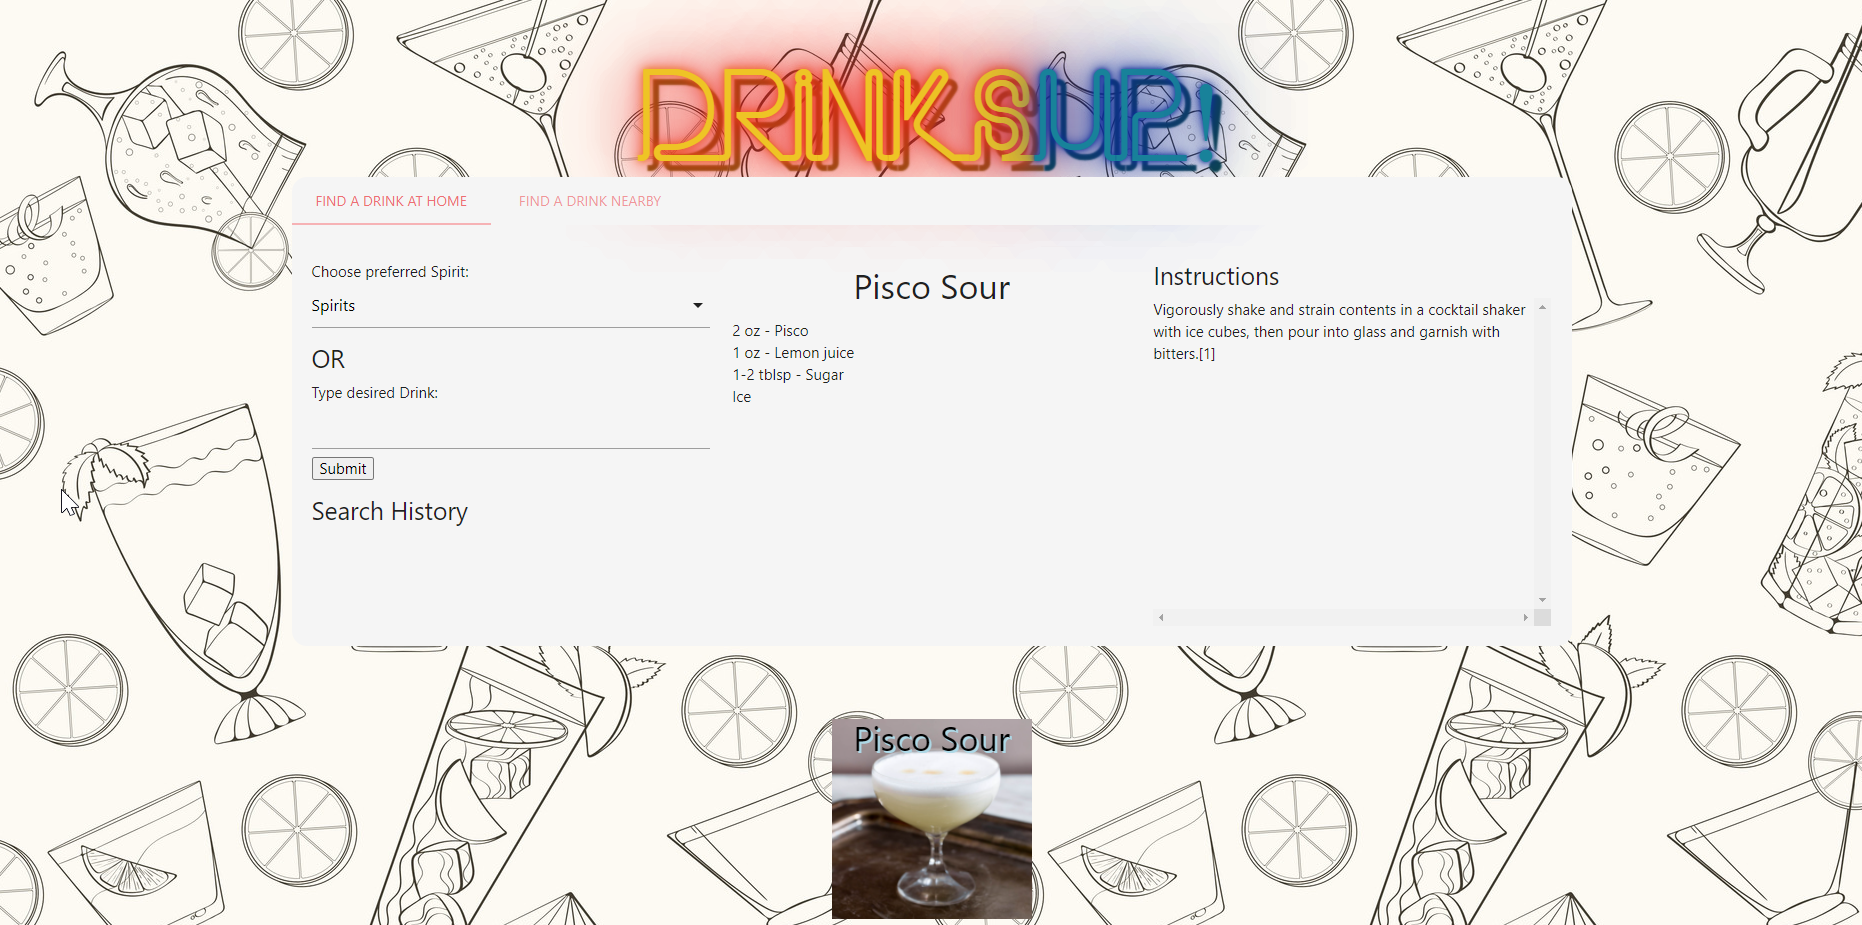 DRINKSUP!
FIND A DRINK AT HOME
FIND A DRINK NEARBY
Choose preferred Spirit:
Spirits
OR
Type desired Drink:
Submit
Search History
Pisco Sour
2 oz - Pisco
1 oz - Lemon juice
1-2 tblsp - Sugar
Ice
Instructions
Vigorously shake and strain contents in a cocktail shaker
with ice cubes, then pour into glass and garnish with
bitters.[1]
Pisco Sour